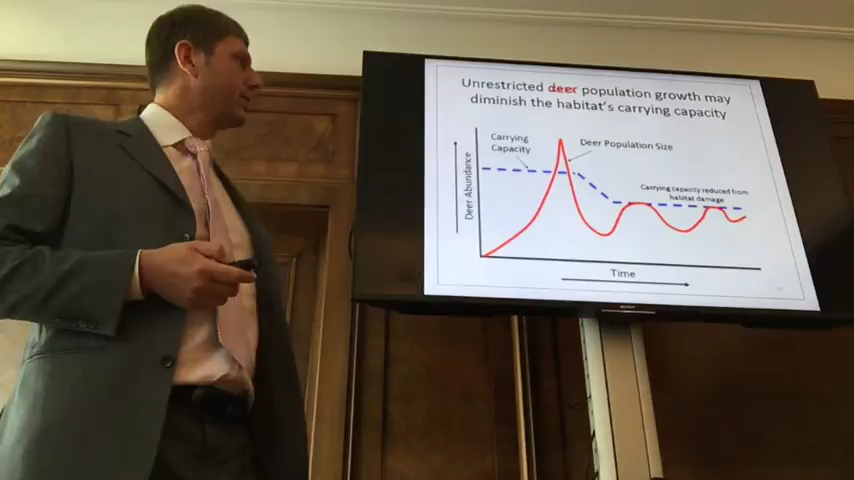 Unrestricted deer population growth may
diminish the habitat's carrying capacity
Carrying
Capacity
Deer Population Size
Deer Abundance
Carrying capacity reduced from
habitat damage
Time
SONY